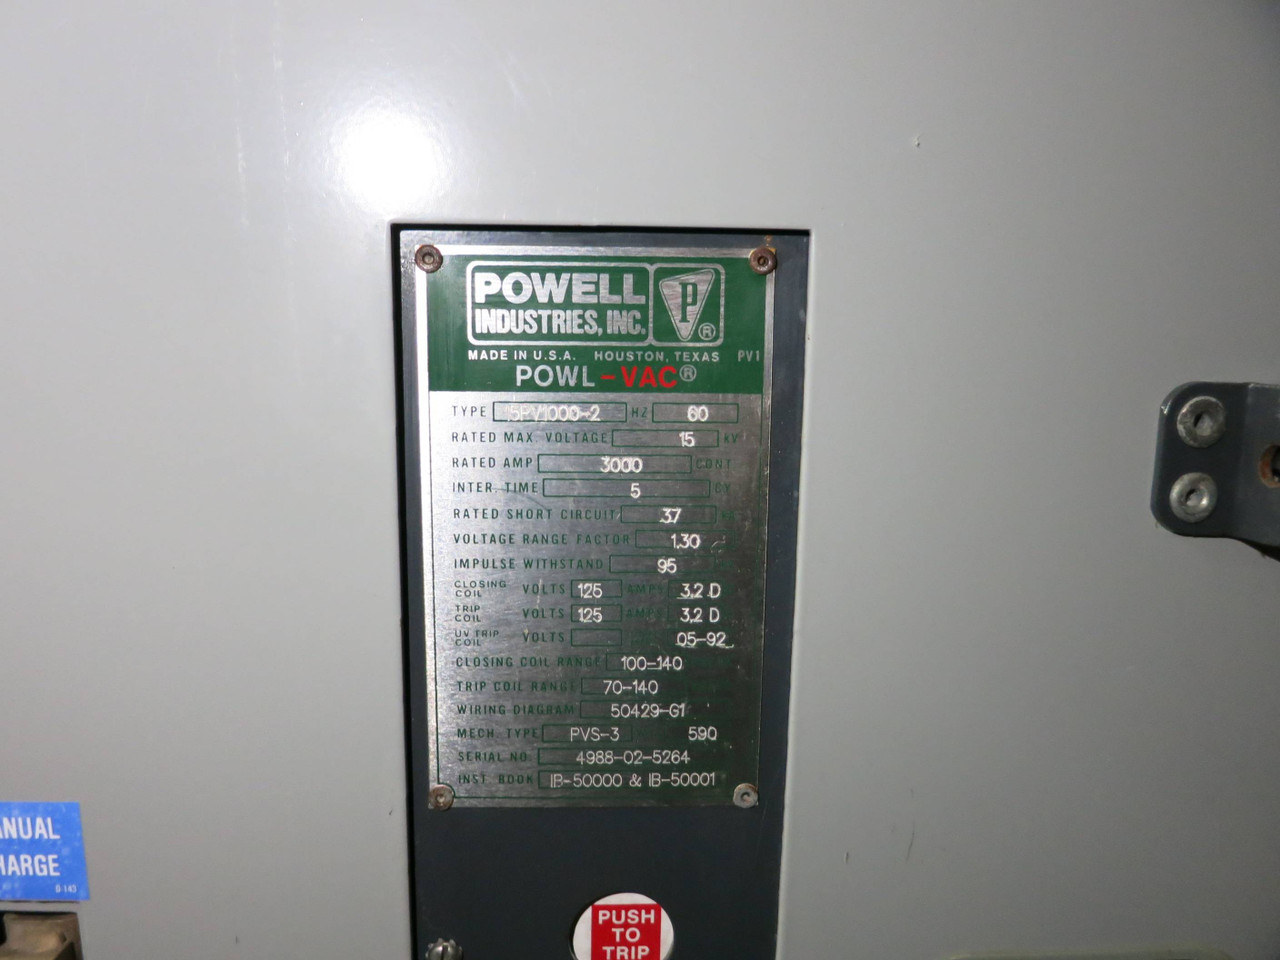 POWELL
INDUSTRIES, INC.
P
®
MADE IN U.S.A. HOUSTON, TEXAS PV1
POWL-VAC®
TYPE 15PV1000-2 HZ 60
RATED MAX. VOLTAGE 15 KV
RATED AMP 3000 CONT
INTER. TIME 5 CY
RATED SHORT CIRCUIT 37
VOLTAGE RANGE FACTOR 1.30
IMPULSE WITHSTAND 95
CLOSING COIL VOLTS 125 AMPS 3.2 D
TRIP COIL VOLTS 125 AMPS 3.2 D
UV TRIP COIL VOLTS 05-92
CLOSING COIL RANGE 100-140
TRIP COIL RANGE 70-140
WIRING DIAGRAM 50429-G1
MECH. TYPE PVS-3 590
SERIAL NO. 4988-02-5264
INST. BOOK IB-50000 & IB-50001
ANUAL
HARGE
PUSH
TO
TRIP